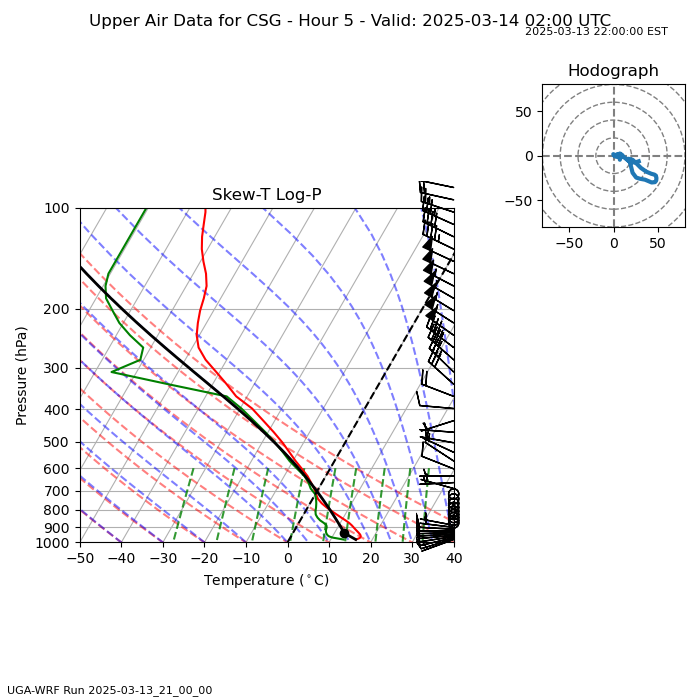 Upper Air Data for CSG - Hour 5 - Valid: 2025-03-14 02:00 UTC
2025-03-13 22:00:00 EST
Hodograph
50
0
−50
−50 0 50
Skew-T Log-P
100
200
300
400
500
600
700
800
900
1000
Pressure (hPa)
−50 −40 −30 −20 −10 0 10 20 30 40
Temperature (°C)
UGA-WRF Run 2025-03-13_21_00_00